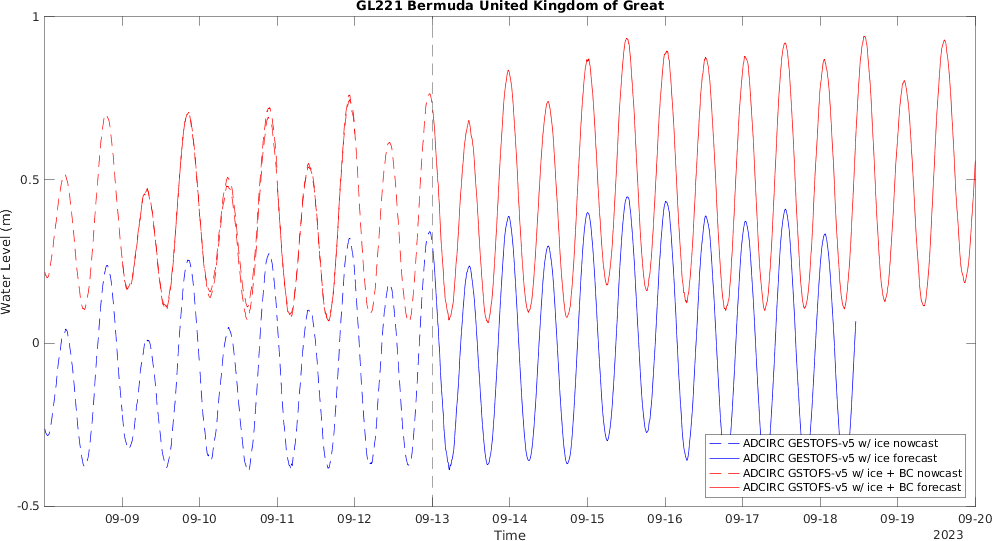 GL221 Bermuda United Kingdom of Great
1
0.5
0
-0.5
Water Level (m)
ADCIRC GESTOFS-v5 w/ ice nowcast
ADCIRC GESTOFS-v5 w/ ice forecast
ADCIRC GSTOFS-v5 w/ ice + BC nowcast
ADCIRC GSTOFS-v5 w/ ice + BC forecast
09-09 09-10 09-11 09-12 09-13 09-14 09-15 09-16 09-17 09-18 09-19 09-20
Time
2023